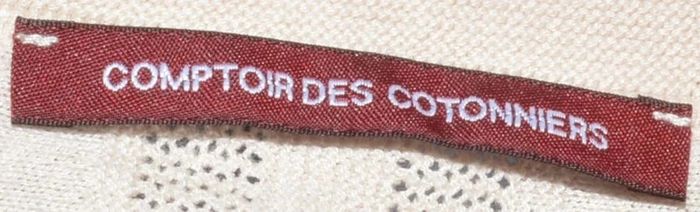 COMPTOIR DES COTONNIERS